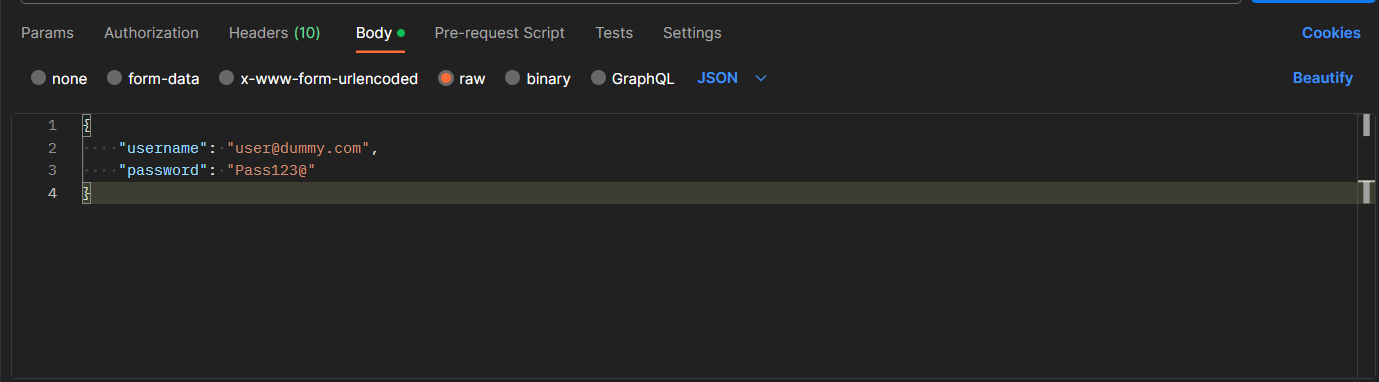 Params Authorization Headers (10) Body Pre-request Script Tests Settings Cookies
none form-data x-www-form-urlencoded raw binary GraphQL JSON Beautify
1 {
2 "username": "user@dummy.com",
3 "password": "Pass123@"
4 }